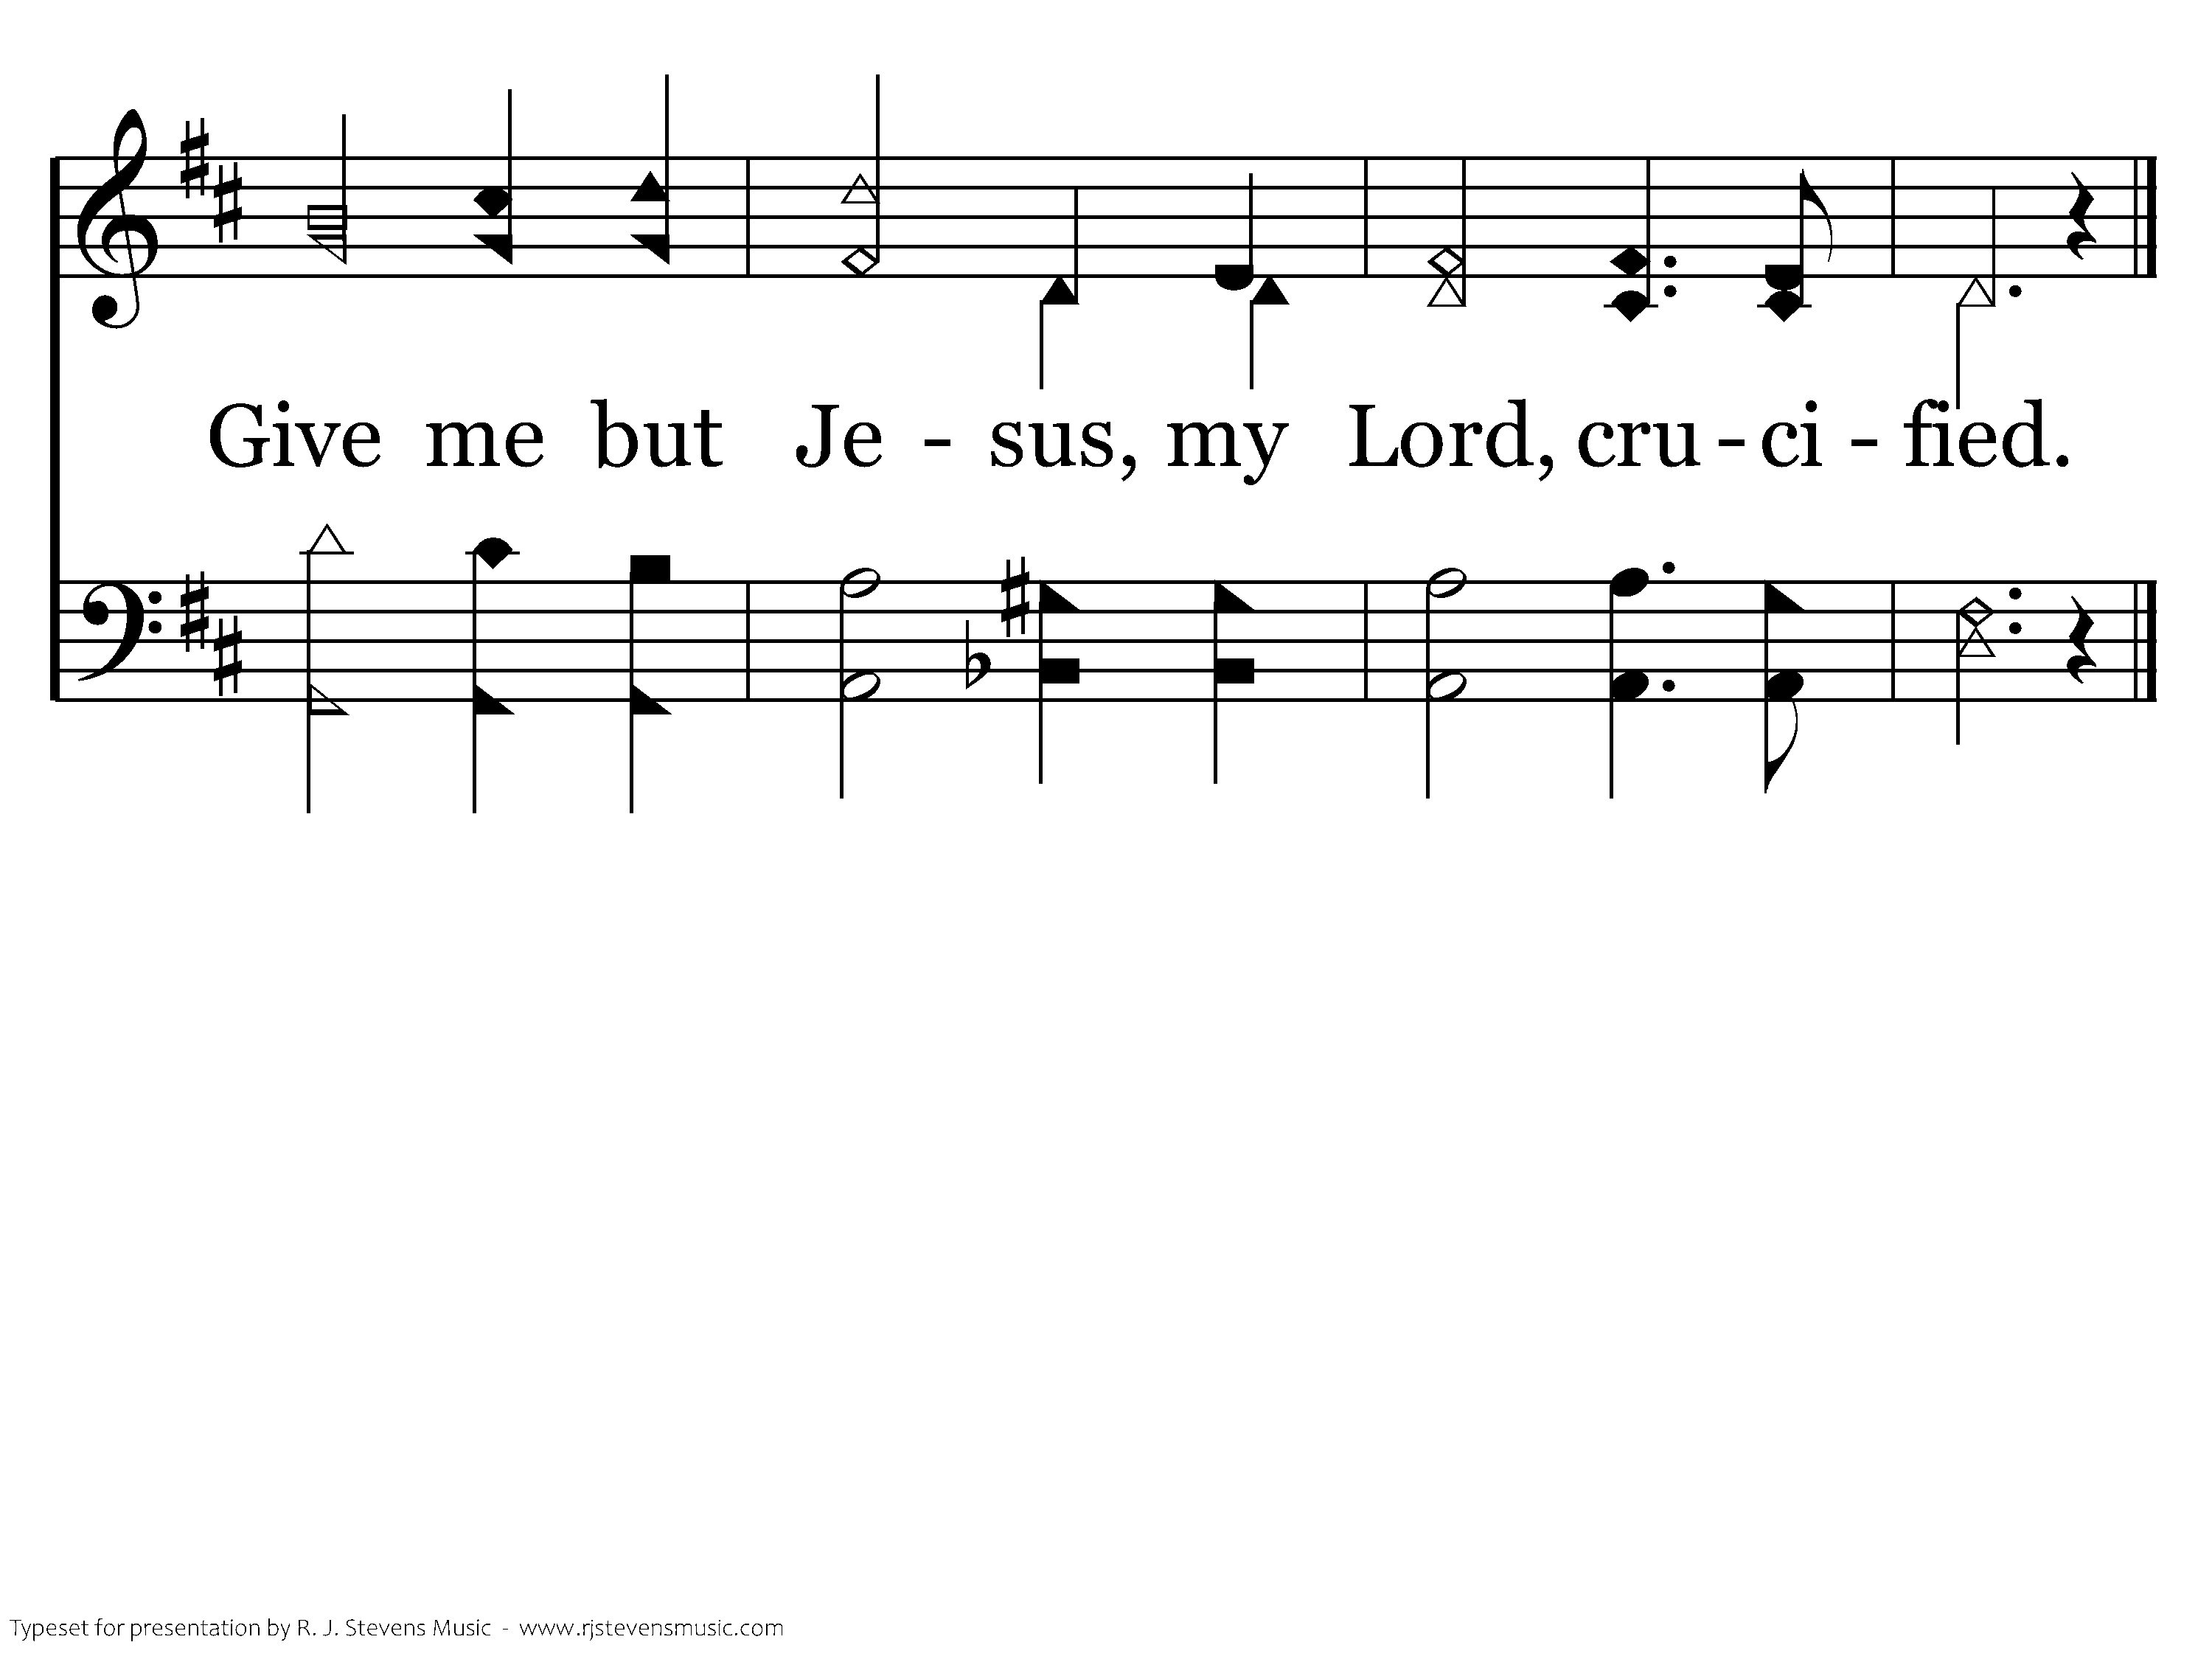 Give me but Je - sus, my Lord, cru - ci - fied.
Typeset for presentation by R. J. Stevens Music - www.rjstevensmusic.com